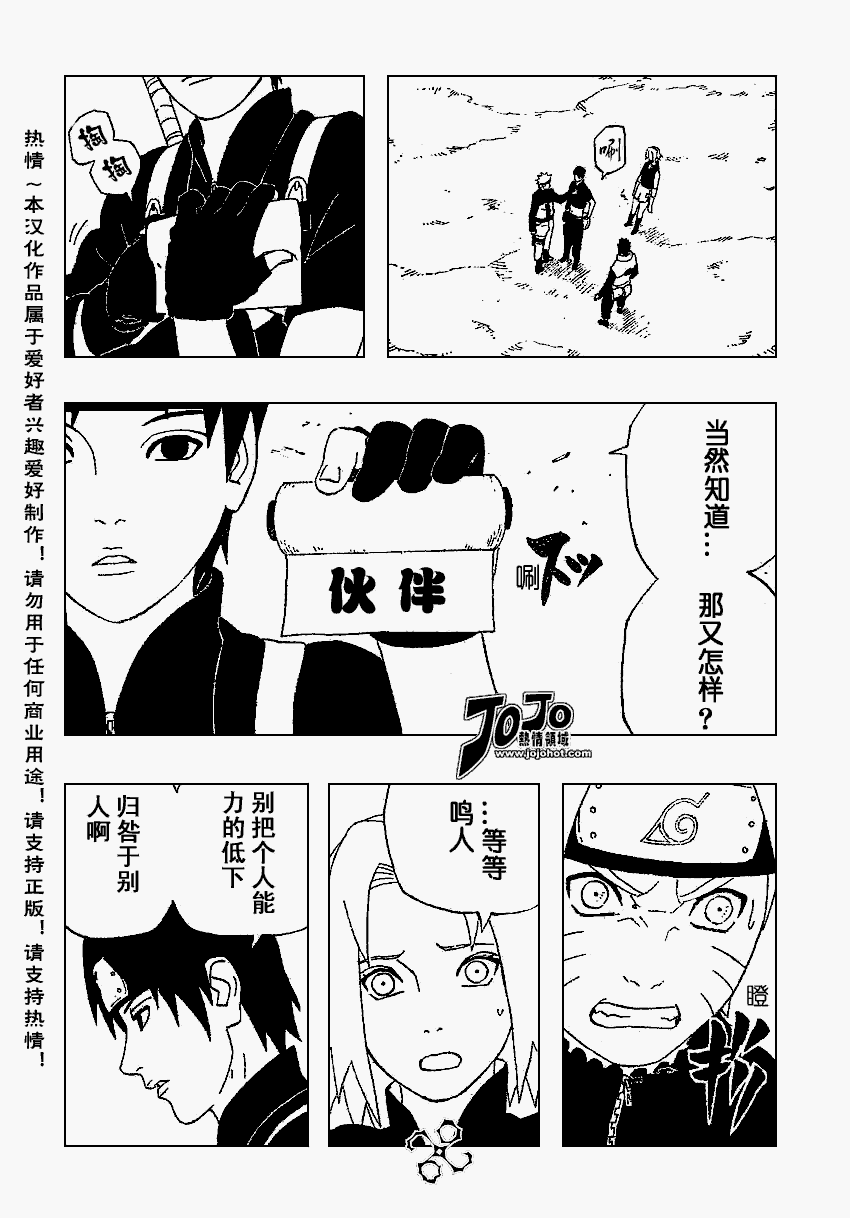 唰
掏
掏
当然知道…
那又怎样？
伙伴
唰
下ッ
JOJO
熱情領域
www.jojohot.com
瞪
…等等
鸣人
别把个人能
力的低下
归咎于别
人啊
热情～本汉化作品属于爱好者兴趣爱好制作！请勿用于任何商业用途！请支持正版！请支持热情！